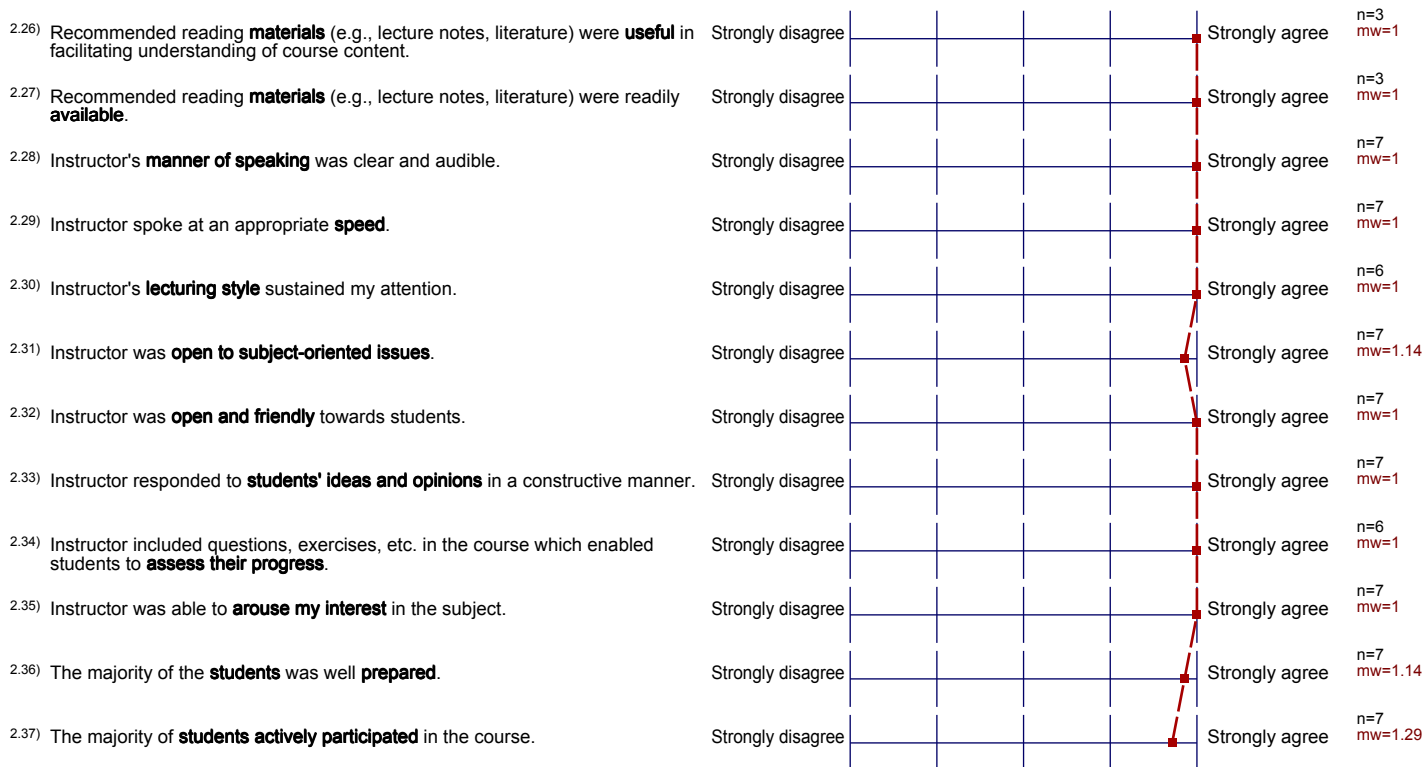 2.26) Recommended reading materials (e.g., lecture notes, literature) were useful in
facilitating understanding of course content.
Strongly disagree
Strongly agree
n=3
mw=1
2.27) Recommended reading materials (e.g., lecture notes, literature) were readily
available.
Strongly disagree
Strongly agree
n=3
mw=1
2.28) Instructor's manner of speaking was clear and audible.
Strongly disagree
Strongly agree
n=7
mw=1
2.29) Instructor spoke at an appropriate speed.
Strongly disagree
Strongly agree
n=7
mw=1
2.30) Instructor's lecturing style sustained my attention.
Strongly disagree
Strongly agree
n=6
mw=1
2.31) Instructor was open to subject-oriented issues.
Strongly disagree
Strongly agree
n=7
mw=1.14
2.32) Instructor was open and friendly towards students.
Strongly disagree
Strongly agree
n=7
mw=1
2.33) Instructor responded to students' ideas and opinions in a constructive manner.
Strongly disagree
Strongly agree
n=7
mw=1
2.34) Instructor included questions, exercises, etc. in the course which enabled
students to assess their progress.
Strongly disagree
Strongly agree
n=6
mw=1
2.35) Instructor was able to arouse my interest in the subject.
Strongly disagree
Strongly agree
n=7
mw=1
2.36) The majority of the students was well prepared.
Strongly disagree
Strongly agree
n=7
mw=1.14
2.37) The majority of students actively participated in the course.
Strongly disagree
Strongly agree
n=7
mw=1.29